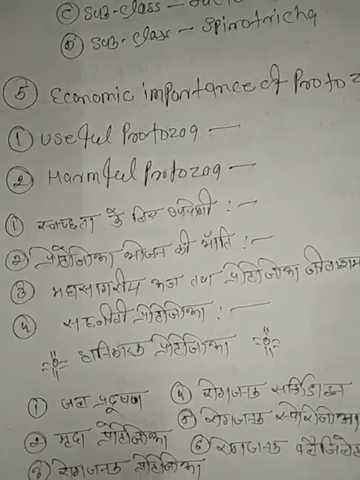 (C) Sub-class —
(D) Sub-class — Spirotricha
(5) Economic importance of Protoz
(1) Useful Protozoa —
(2) Harmful Protozoa —
(1) स्वच्छता के लिए उपयोगी :-
(2) प्रोटोजोआ भोजन की भाँति :-
(3) महासागरीय कज तथा प्रोटोजोआ
(4) सहजीवी प्रोटोजोआ :-
हानिकारक प्रोटोजोआ
(1) जल प्रदूषण (4) रोगजनक
(2) मृदा प्रोटोजोआ (5) रोगजनक स्पोरोजोआ
(3) रोगजनक प्रोटोजोआ (6) रोगजनक